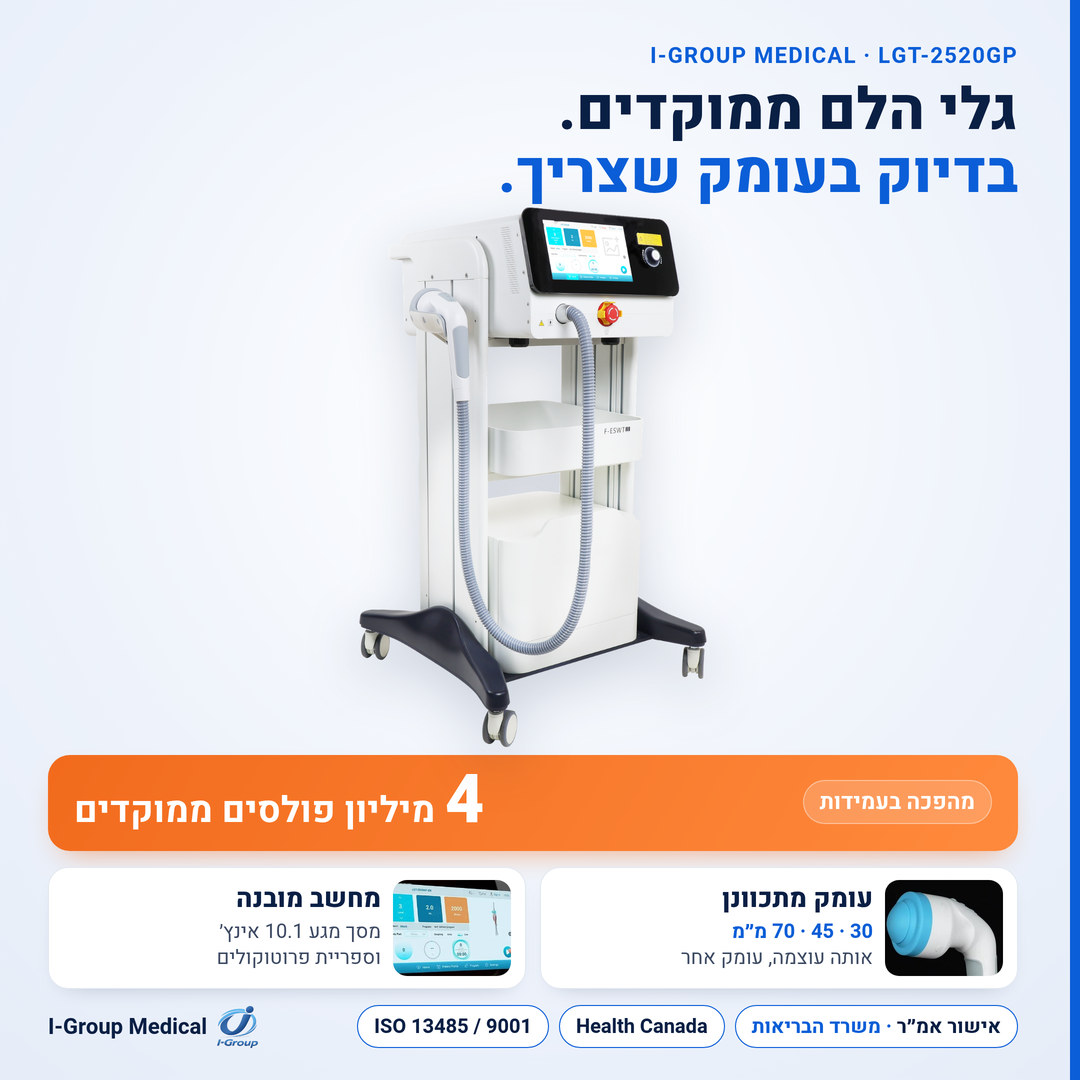 I-GROUP MEDICAL · LGT-2520GP
גלי הלם ממוקדים.
בדיוק בעומק שצריך.
F-ESWT
מהפכה בעמידות
4 מיליון פולסים ממוקדים
עומק מתכוונן
30 · 45 · 70 מ״מ
אותה עוצמה, עומק אחר
מחשב מובנה
מסך מגע 10.1 אינץ׳
וספריית פרוטוקולים
אישור אמ״ר · משרד הבריאות
Health Canada
ISO 13485 / 9001
I-Group
I-Group Medical